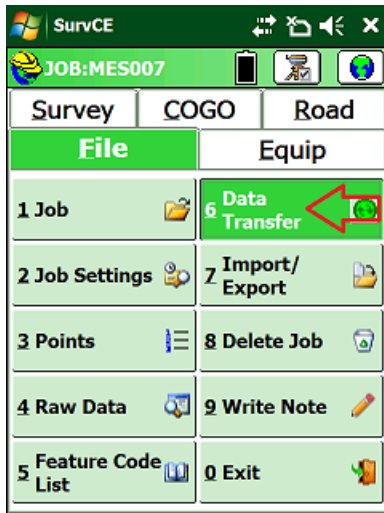 SurvCE
JOB:MES007
Survey
COGO
Road
File
Equip
1 Job
6 Data
Transfer
2 Job Settings
7 Import/
Export
3 Points
8 Delete Job
4 Raw Data
9 Write Note
5 Feature Code
List
0 Exit